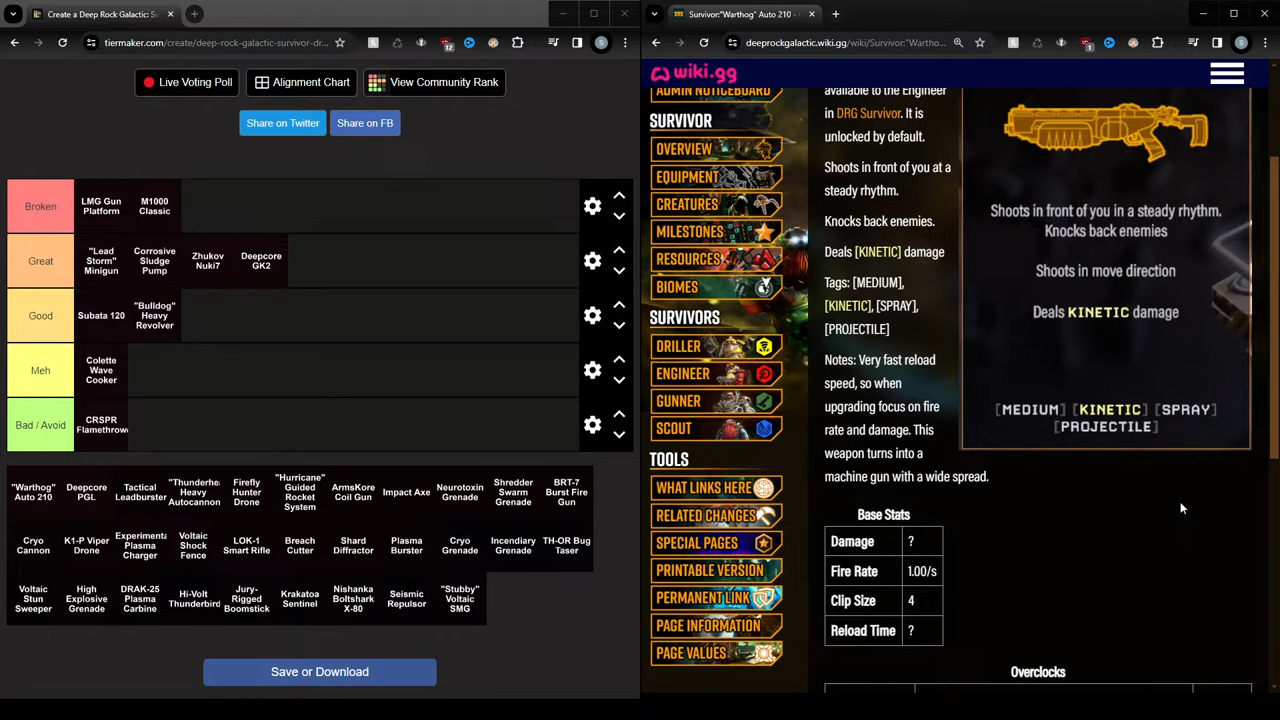 Create a Deep Rock Galactic: Su
Survivor:"Warthog" Auto 210 -
tiermaker.com/create/deep-rock-galactic-survivor-dr...
12
S
deeprockgalactic.wiki.gg/wiki/Survivor:"Wartho...
1
S
Live Voting Poll
Alignment Chart
View Community Rank
Share on Twitter
Share on FB
Broken
LMG Gun
Platform
M1000
Classic
Great
"Lead
Storm"
Minigun
Corrosive
Sludge
Pump
Zhukov
Nuki7
Deepcore
GK2
Good
Subata 120
"Bulldog"
Heavy
Revolver
Meh
Colette
Wave
Cooker
Bad / Avoid
CRSPR
Flamethrowe
"Warthog"
Auto 210
Deepcore
PGL
Tactical
Leadburster
"Thunderhe
Heavy
Autocannon
Firefly
Hunter
Drone
"Hurricane"
Guided
Rocket
System
ArmsKore
Coil Gun
Impact Axe
Neurotoxin
Grenade
Shredder
Swarm
Grenade
BRT-7
Burst Fire
Gun
Cryo
Cannon
K1-P Viper
Drone
Experimenta
Plasma
Charger
Voltaic
Shock
Fence
LOK-1
Smart Rifle
Breach
Cutter
Shard
Diffractor
Plasma
Burster
Cryo
Grenade
Incendiary
Grenade
TH-OR Bug
Taser
Voltaic
Stun
Sweeper
High
Explosive
Grenade
DRAK-25
Plasma
Carbine
Hi-Volt
Thunderbird
Jury-
Rigged
Boomstick
Krakatoa
Sentinel
Nishanka
Boltshark
X-80
Seismic
Repulsor
"Stubby"
Voltaic
SMG
Save or Download
wiki.gg
ADMIN NOTICEBOARD
SURVIVOR
OVERVIEW
EQUIPMENT
CREATURES
MILESTONES
RESOURCES
BIOMES
SURVIVORS
DRILLER
ENGINEER
GUNNER
SCOUT
TOOLS
WHAT LINKS HERE
RELATED CHANGES
SPECIAL PAGES
PRINTABLE VERSION
PERMANENT LINK
PAGE INFORMATION
PAGE VALUES
available to the Engineer
in DRG Survivor. It is
unlocked by default.
Shoots in front of you at a
steady rhythm.
Knocks back enemies.
Deals [KINETIC] damage
Tags: [MEDIUM],
[KINETIC], [SPRAY],
[PROJECTILE]
Notes: Very fast reload
speed, so when
upgrading focus on fire
rate and damage. This
weapon turns into a
machine gun with a wide spread.
Shoots in front of you in a steady rhythm.
Knocks back enemies
Shoots in move direction
Deals KINETIC damage
[MEDIUM] [KINETIC] [SPRAY]
[PROJECTILE]
Base Stats
Damage ?
Fire Rate 1.00/s
Clip Size 4
Reload Time ?
Overclocks